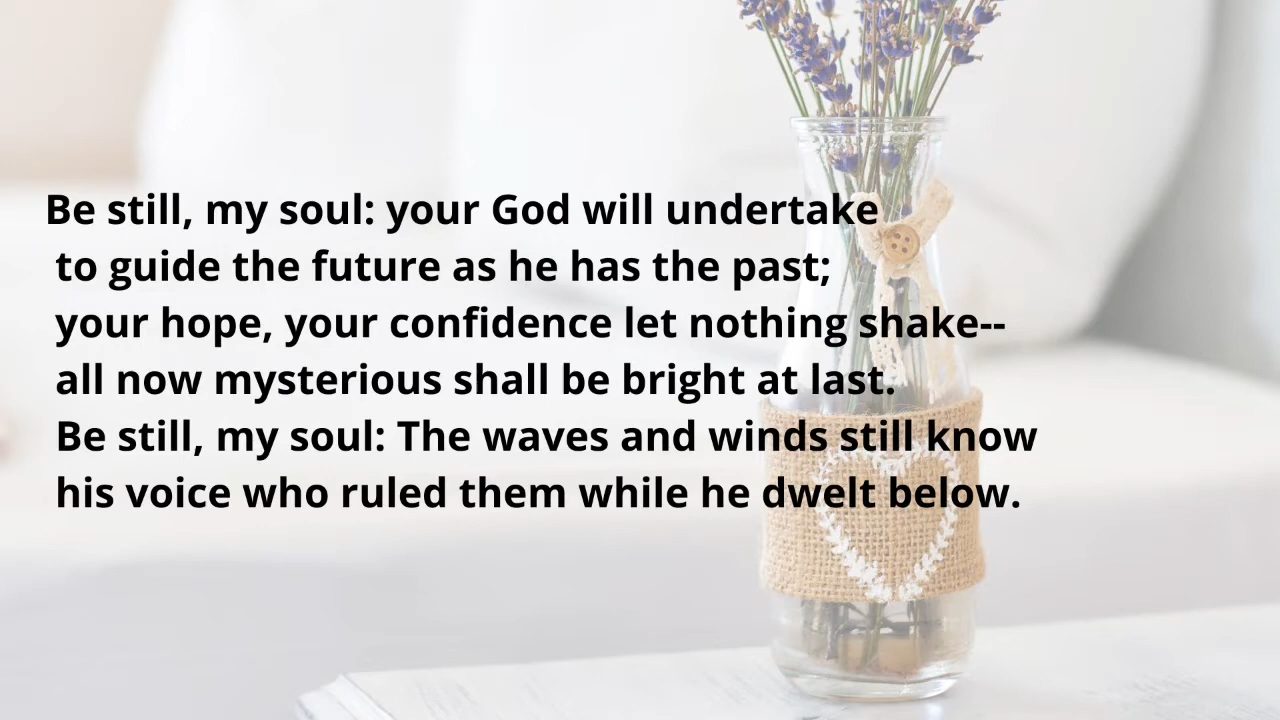 Be still, my soul: your God will undertake
to guide the future as he has the past;
your hope, your confidence let nothing shake--
all now mysterious shall be bright at last.
Be still, my soul: The waves and winds still know
his voice who ruled them while he dwelt below.